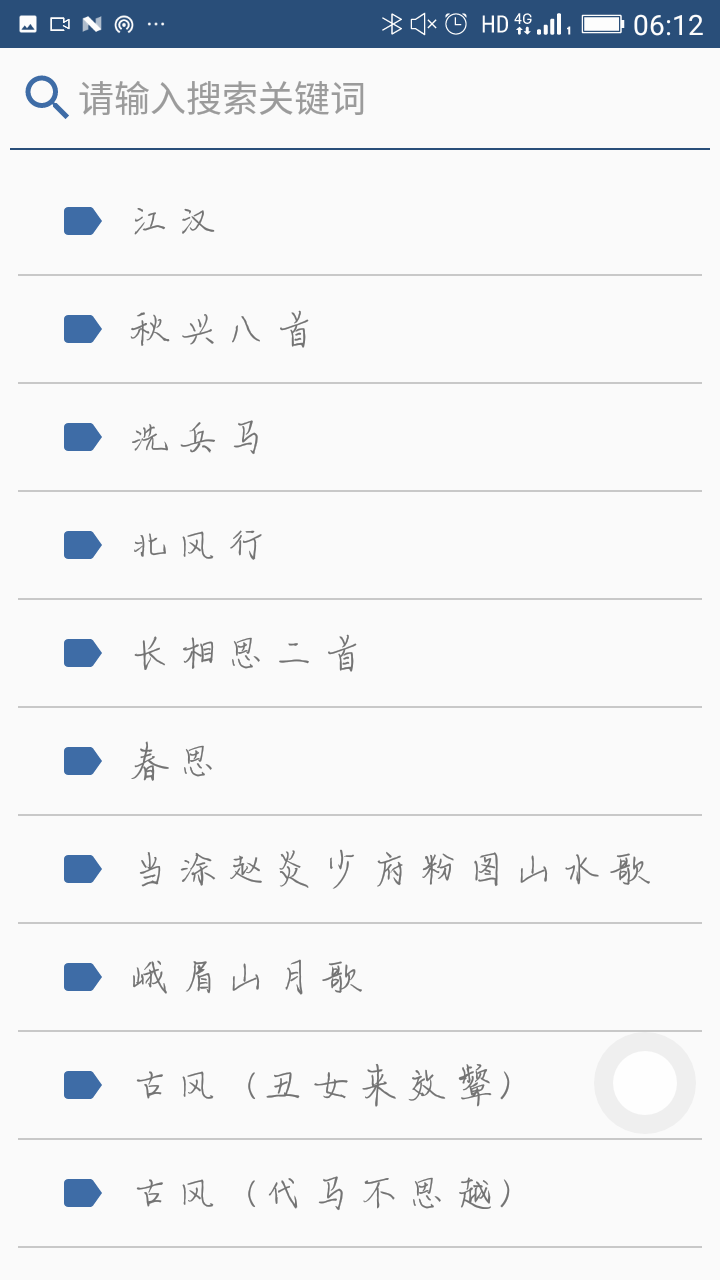 HD 4G 1 06:12
请输入搜索关键词
江汉
秋兴八首
洗兵马
北风行
长相思二首
春思
当涂赵炎少府粉图山水歌
峨眉山月歌
古风（丑女来效颦）
古风（代马不思越）